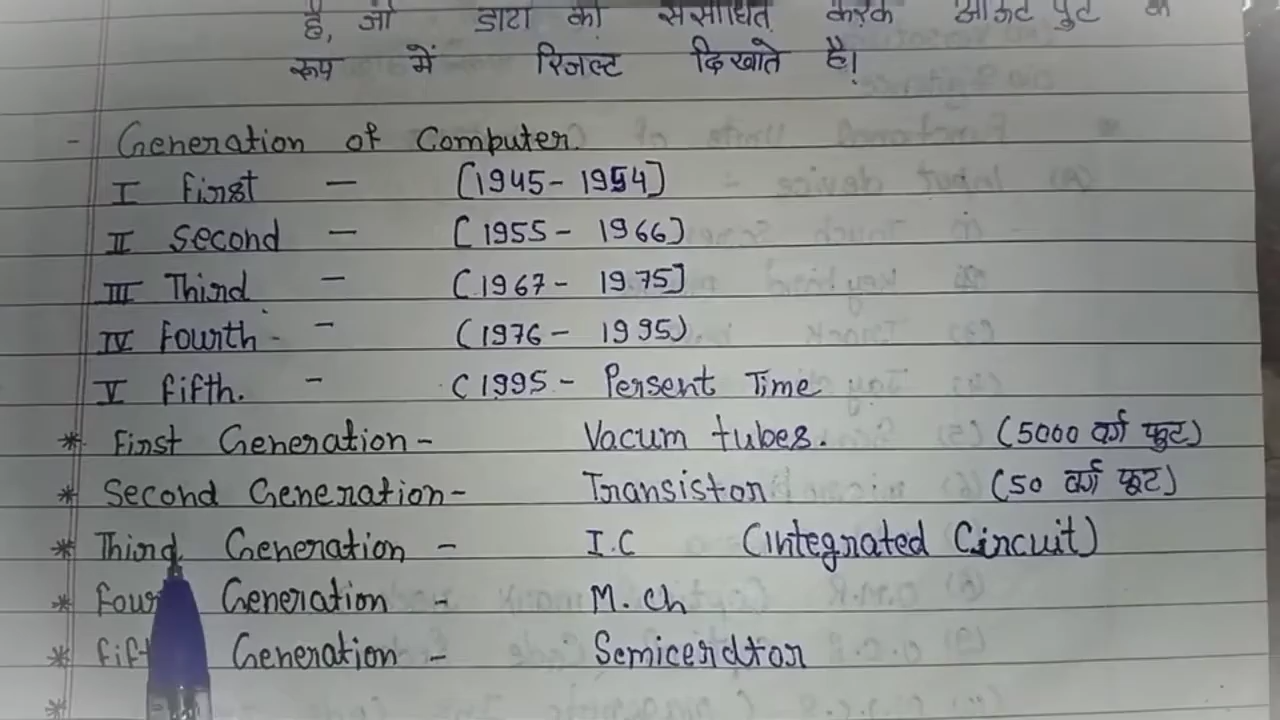 है, जो डाटा को संसाधित करके आऊट पुट के
रूप में रिजल्ट दिखाते है।
- Generation of Computer.
I First - [1945-1954]
II Second - [1955- 1966)
III Third - (1967- 1975]
IV Fourth - (1976- 1995)
V Fifth. - (1995- Persent Time
* First Generation- Vacum tubes. (5000 वर्ग फुट)
* Second Generation- Transistor (50 वर्ग फूट)
* Third Generation - I.C (Integrated Circuit)
* Generation - M.ch
* Generation - Semicerdtor
*